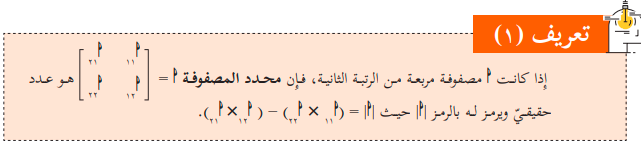 تعريف (١)
إذا كانت أ مصفوفة مربعة من الرتبة الثانية، فإن محدد المصفوفة أ = [أ١١ أ٢١ ; أ١٢ أ٢٢] هو عدد
حقيقيّ ويرمز له بالرمز |أ| حيث |أ| = (أ١١ × أ٢٢) − (أ١٢ × أ٢١).